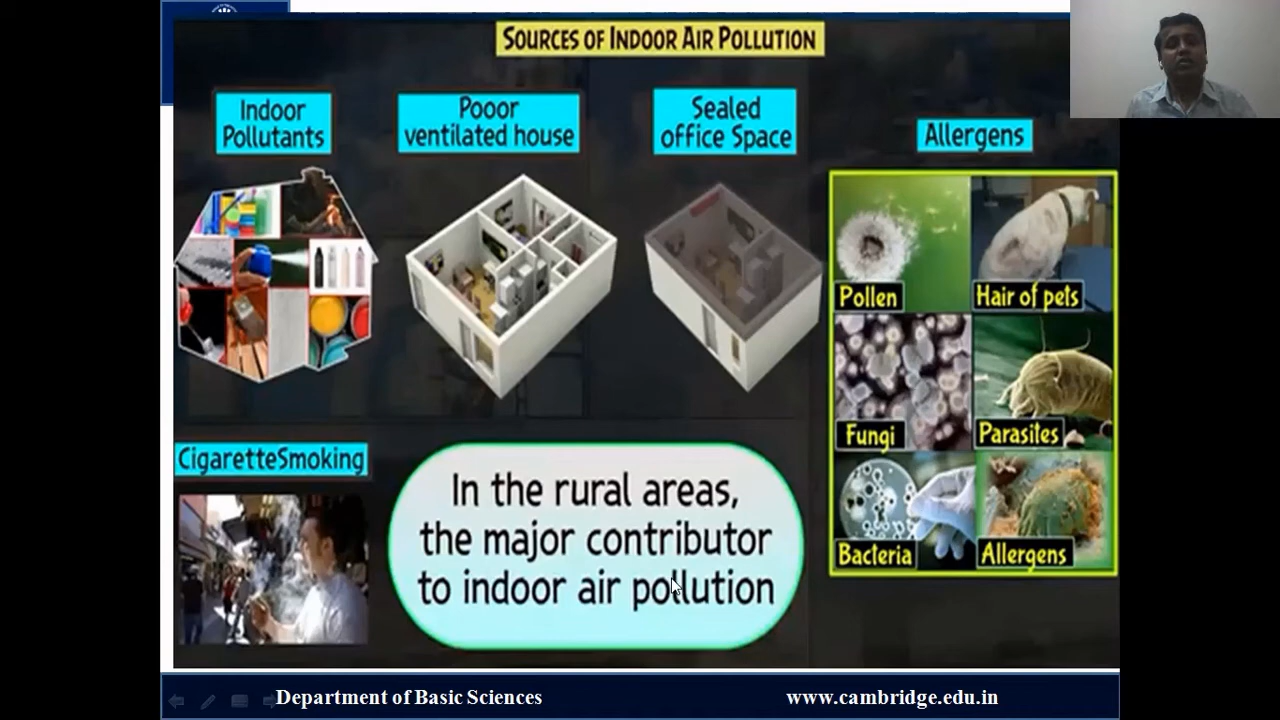 SOURCES OF INDOOR AIR POLLUTION
Indoor
Pollutants
Pooor
ventilated house
Sealed
office Space
Allergens
Pollen
Hair of pets
Fungi
Parasites
Bacteria
Allergens
CigaretteSmoking
In the rural areas,
the major contributor
to indoor air pollution
Department of Basic Sciences
www.cambridge.edu.in